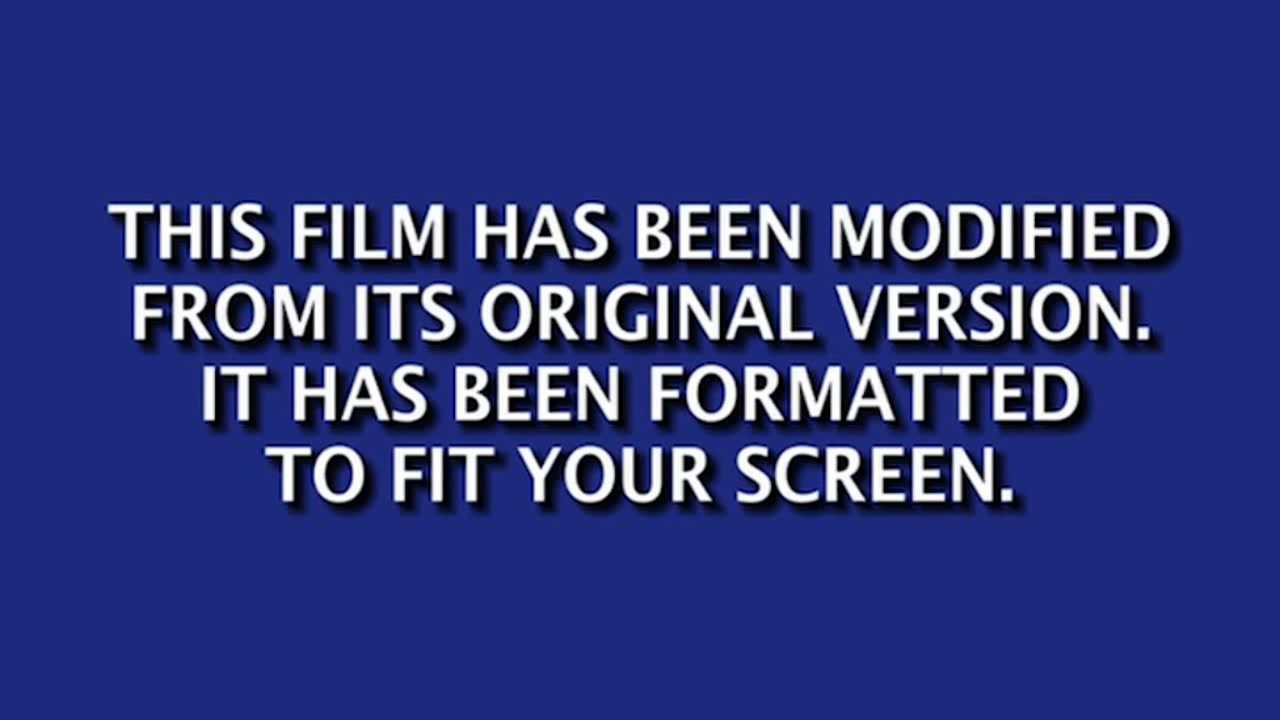 THIS FILM HAS BEEN MODIFIED
FROM ITS ORIGINAL VERSION.
IT HAS BEEN FORMATTED
TO FIT YOUR SCREEN.